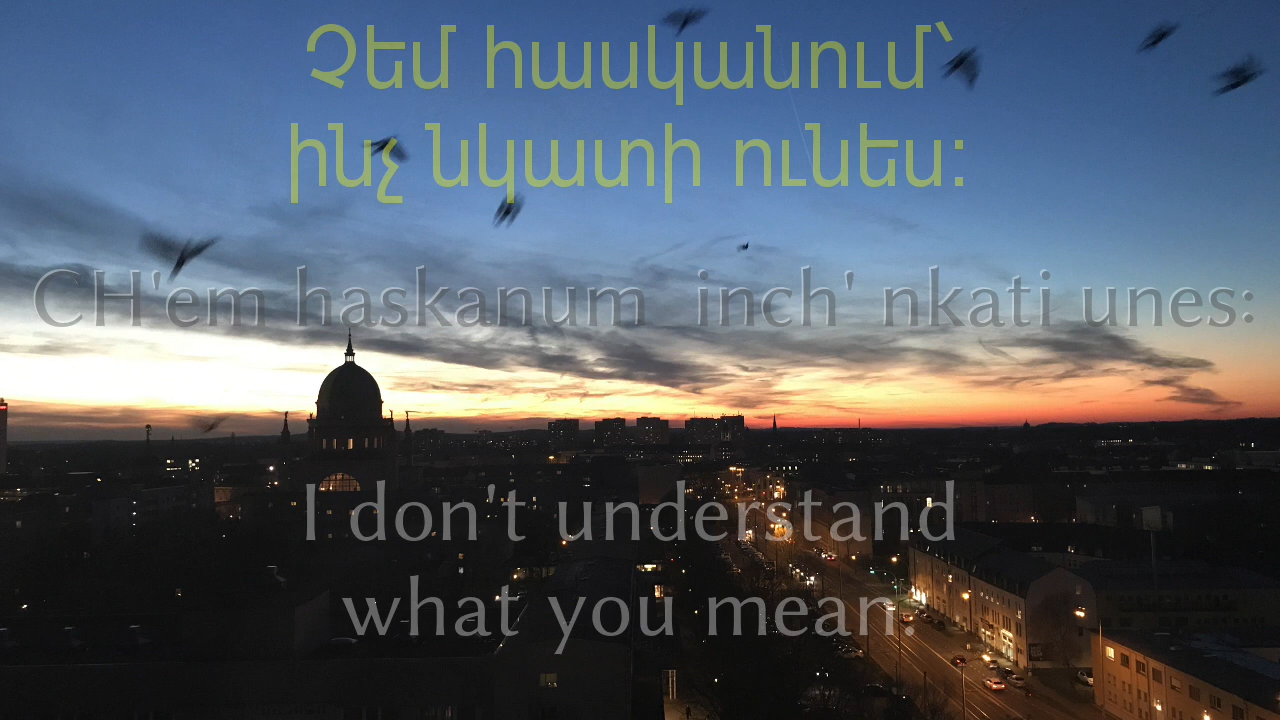 Չեմ հասկանում՝
ինչ նկատի ունես:
CH'em haskanum inch' nkati unes:
I don't understand
what you mean.